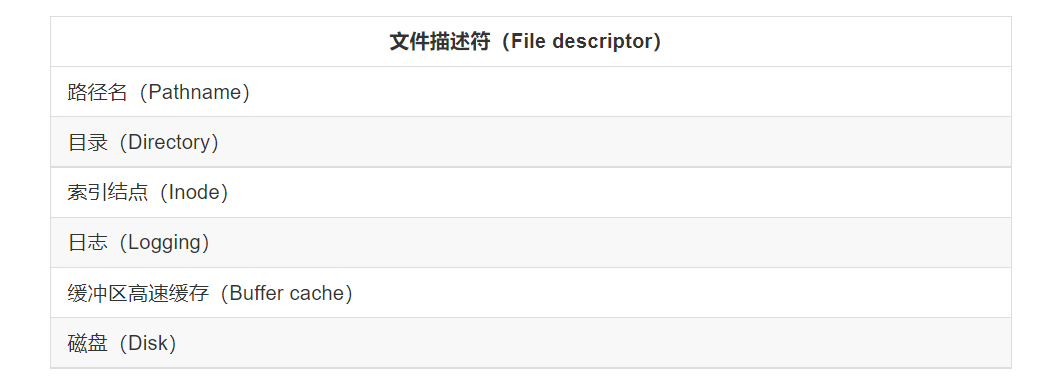 文件描述符（File descriptor）
路径名（Pathname）
目录（Directory）
索引结点（Inode）
日志（Logging）
缓冲区高速缓存（Buffer cache）
磁盘（Disk）